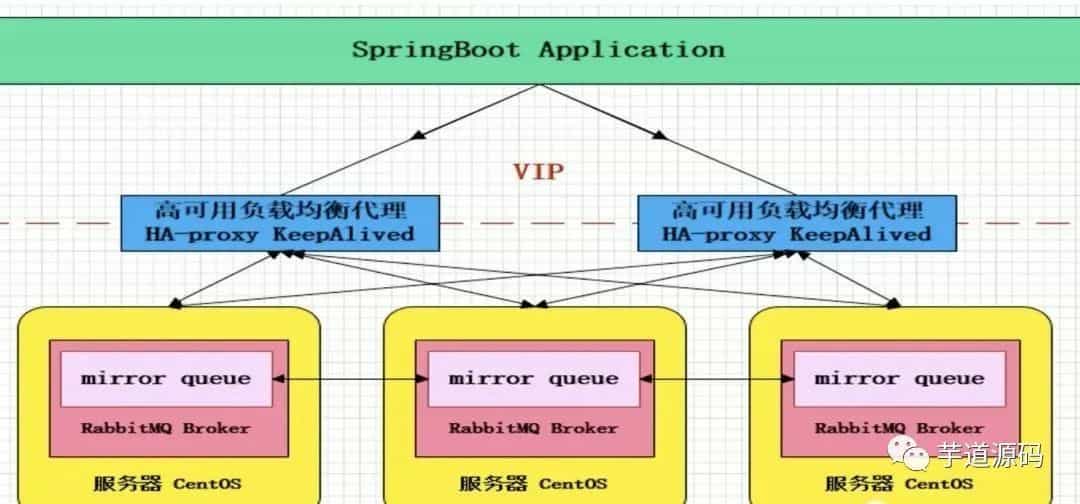 SpringBoot Application
VIP
高可用负载均衡代理
HA-proxy KeepAlived
高可用负载均衡代理
HA-proxy KeepAlived
mirror queue
mirror queue
mirror queue
RabbitMQ Broker
RabbitMQ Broker
RabbitMQ Broker
服务器 CentOS
服务器 CentOS
服务器 CentOS
芋道源码